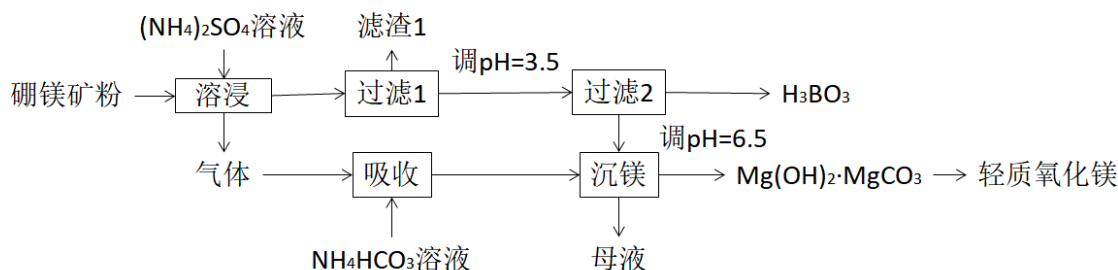 (NH₄)₂SO₄溶液
滤渣1
硼镁矿粉
溶浸
过滤1
调pH=3.5
过滤2
H₃BO₃
气体
吸收
沉镁
调pH=6.5
Mg(OH)₂·MgCO₃
轻质氧化镁
NH₄HCO₃溶液
母液